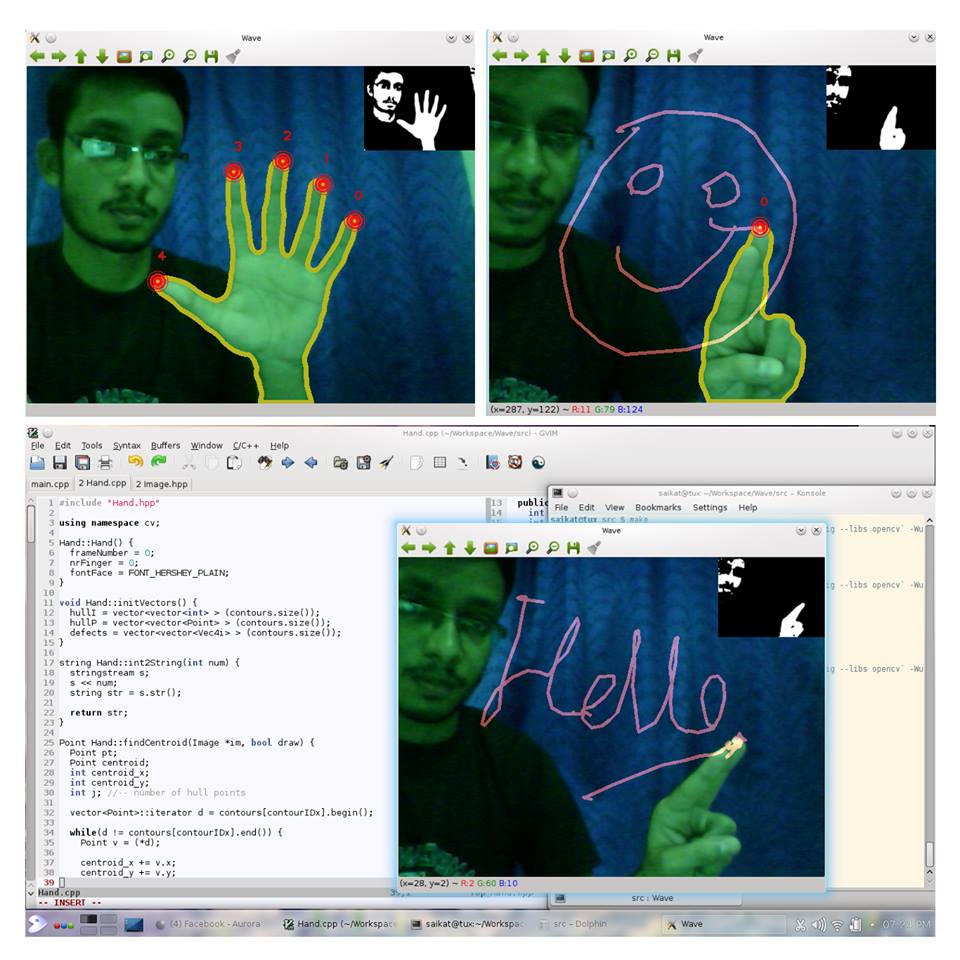 Wave
3
2
1
0
4
Wave
0
(x=287, y=122) ~ R:11 G:79 B:124
Hand.cpp (~/Workspace/Wave/src) - GVIM
File Edit Tools Syntax Buffers Window C/C++ Help
main.cpp 2 Hand.cpp 2 Image.hpp
1 #include "Hand.hpp"
2
3 using namespace cv;
4
5 Hand::Hand() {
6 frameNumber = 0;
7 nrFinger = 0;
8 fontFace = FONT_HERSHEY_PLAIN;
9 }
10
11 void Hand::initVectors() {
12 hullI = vector<vector<int> > (contours.size());
13 hullP = vector<vector<Point> > (contours.size());
14 defects = vector<vector<Vec4i> > (contours.size());
15 }
16
17 string Hand::int2String(int num) {
18 stringstream s;
19 s << num;
20 string str = s.str();
21
22 return str;
23 }
24
25 Point Hand::findCentroid(Image *im, bool draw) {
26 Point pt;
27 Point centroid;
28 int centroid_x;
29 int centroid_y;
30 int j; //-- number of hull points
31
32 vector<Point>::iterator d = contours[contourIDx].begin();
33
34 while(d != contours[contourIDx].end()) {
35 Point v = (*d);
36
37 centroid_x += v.x;
38 centroid_y += v.y;
39
Hand.cpp 39,1
-- INSERT --
13 public
14 int
saikat@tux:~/Workspace/Wave/src - Konsole
File Edit View Bookmarks Settings Help
saikat@tux src $ make
ig --libs opencv` -Wu
ig --libs opencv` -Wu
ig --libs opencv` -Wu
Wave
Hello
(x=28, y=2) ~ R:2 G:60 B:10
src : Wave
(4) Facebook - Aurora
Hand.cpp (~/Workspac
saikat@tux:~/Workspac
src - Dolphin
Wave
07:24 PM